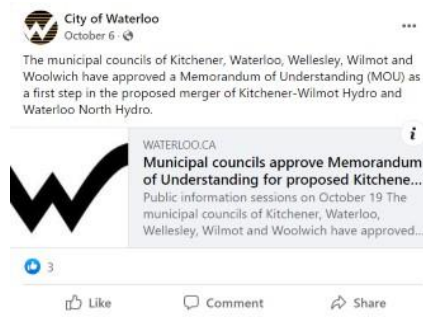 City of Waterloo
October 6 ·
The municipal councils of Kitchener, Waterloo, Wellesley, Wilmot and
Woolwich have approved a Memorandum of Understanding (MOU) as
a first step in the proposed merger of Kitchener-Wilmot Hydro and
Waterloo North Hydro.
WATERLOO.CA
Municipal councils approve Memorandum
of Understanding for proposed Kitchene...
Public information sessions on October 19 The
municipal councils of Kitchener, Waterloo,
Wellesley, Wilmot and Woolwich have approved...
3
Like Comment Share